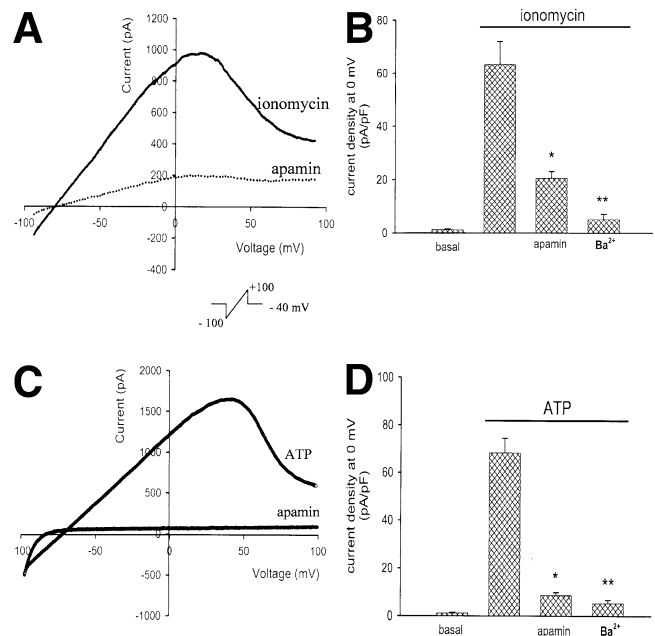 A
Current (pA)
1200
1000
800
600
400
200
0
-200
-400
-100
-50
0
50
100
ionomycin
apamin
Voltage (mV)
+100
- 40 mV
- 100
B
ionomycin
current density at 0 mV
(pA/pF)
80
60
40
20
0
*
**
basal
apamin
Ba2+
C
Current (pA)
2000
1500
1000
500
0
-500
-1000
100
-50
0
50
100
ATP
apamin
Voltage (mV)
D
ATP
current density at 0 mV
(pA/pF)
100
80
60
40
20
0
*
**
basal
apamin
Ba2+